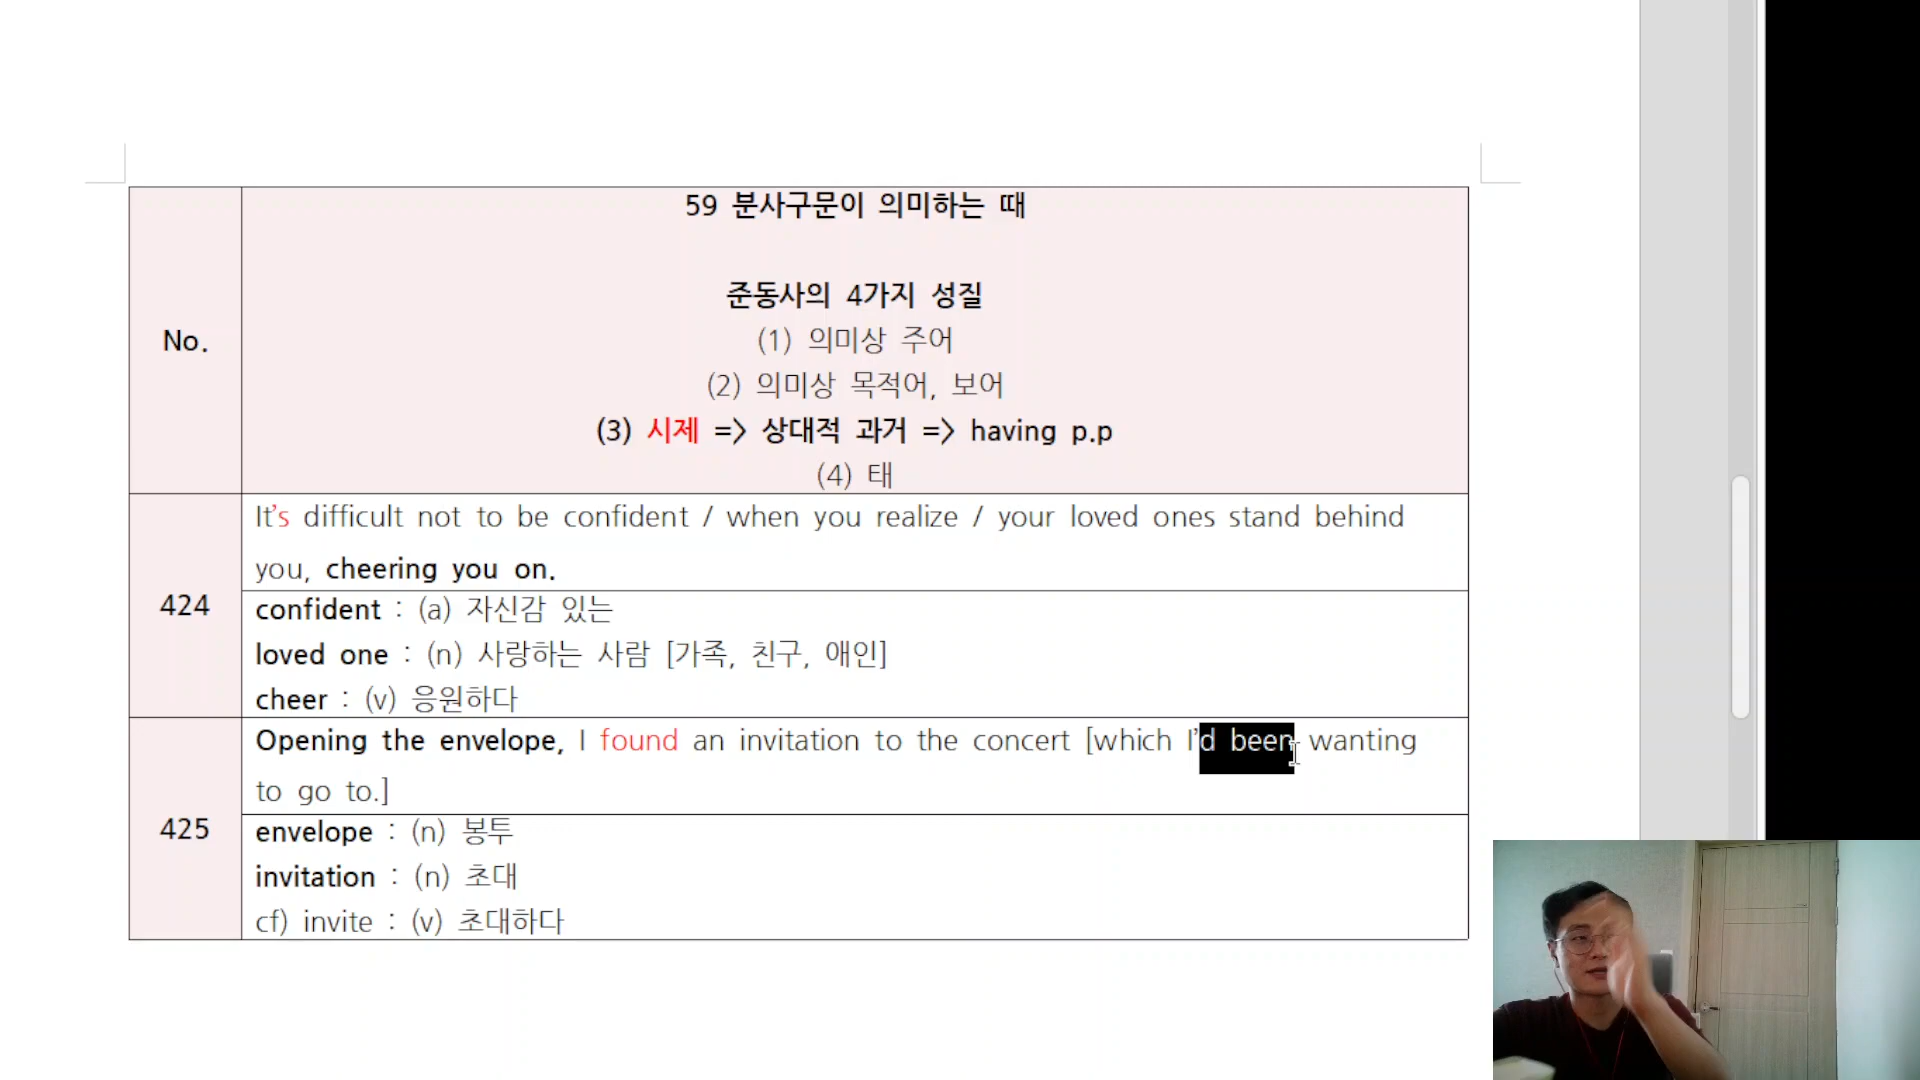 No.
59 분사구문이 의미하는 때
준동사의 4가지 성질
(1) 의미상 주어
(2) 의미상 목적어, 보어
(3) 시제 => 상대적 과거 => having p.p
(4) 태
424
It's difficult not to be confident / when you realize / your loved ones stand behind
you, cheering you on.
confident : (a) 자신감 있는
loved one : (n) 사랑하는 사람 [가족, 친구, 애인]
cheer : (v) 응원하다
425
Opening the envelope, I found an invitation to the concert [which I'd been wanting
to go to.]
envelope : (n) 봉투
invitation : (n) 초대
cf) invite : (v) 초대하다